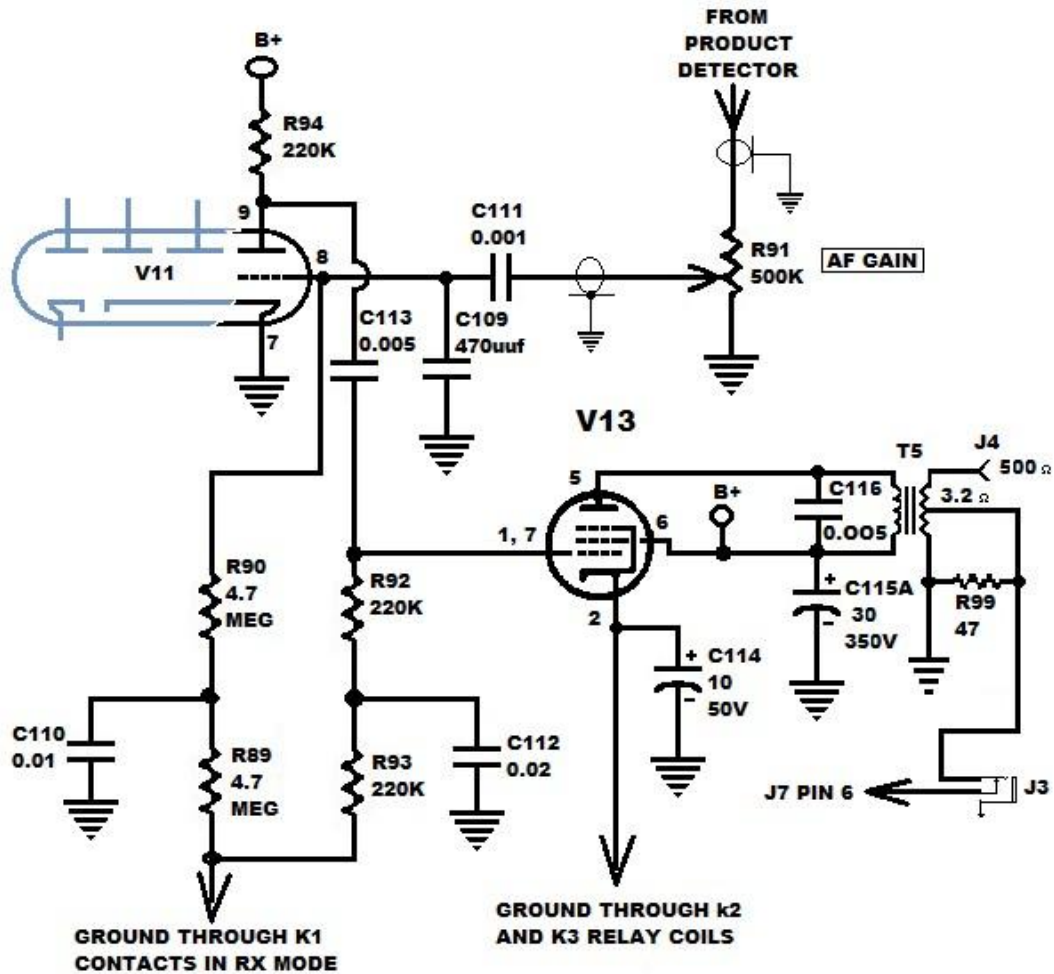 FROM
PRODUCT
DETECTOR
B+
R94
220K
9
C111
0.001
8
V11
R91
500K
AF GAIN
7
C113
0.005
C109
470uuf
V13
T5
J4
500 Ω
5
C116
0.005
3.2 Ω
B+
6
1, 7
R90
4.7
MEG
R92
220K
2
+
C115A
30
350V
-
R99
47
+
C114
10
50V
-
C110
0.01
R89
4.7
MEG
R93
220K
C112
0.02
J7 PIN 6
J3
GROUND THROUGH K1
CONTACTS IN RX MODE
GROUND THROUGH k2
AND K3 RELAY COILS